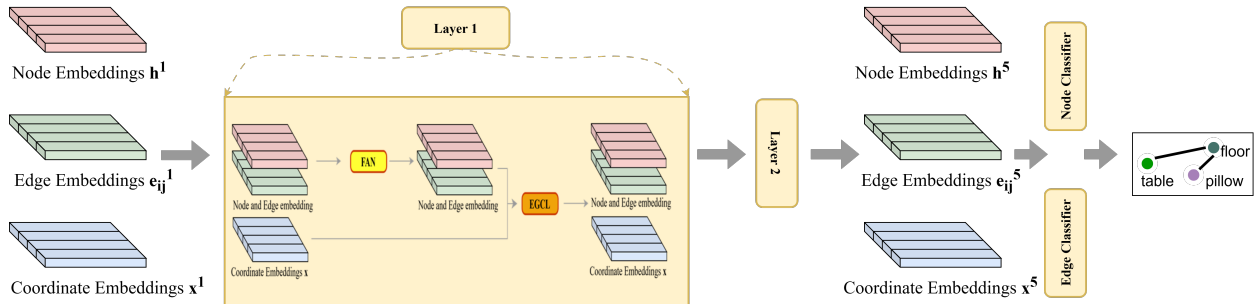 Node Embeddings h1
Edge Embeddings eij1
Coordinate Embeddings x1
Layer 1
FAN
Node and Edge embedding
Node and Edge embedding
Node and Edge embedding
EGCL
Coordinate Embeddings x
Coordinate Embeddings x
Layer 2
Node Embeddings h5
Edge Embeddings eij5
Coordinate Embeddings x5
Node Classifier
Edge Classifier
floor
table
pillow